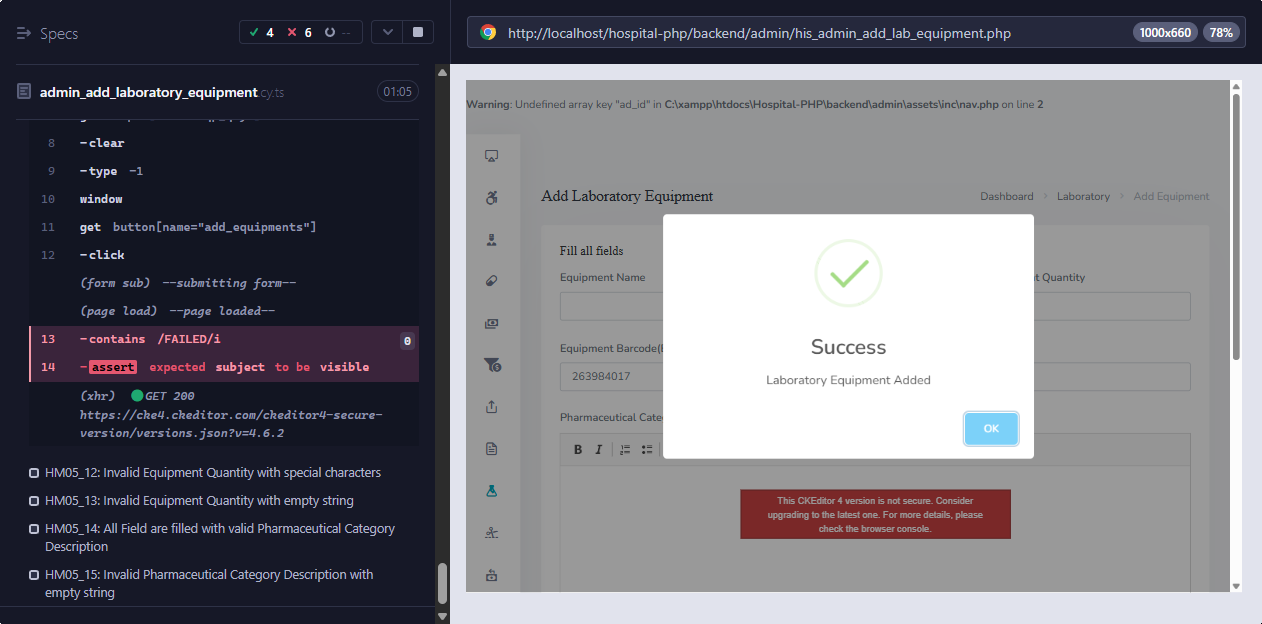 Specs
4 6 --
admin_add_laboratory_equipment.cy.ts
01:05
8 -clear
9 -type -1
10 window
11 get button[name="add_equipments"]
12 -click
(form sub) --submitting form--
(page load) --page loaded--
13 -contains /FAILED/i 0
14 -assert expected subject to be visible
(xhr) GET 200
https://cke4.ckeditor.com/ckeditor4-secure-
version/versions.json?v=4.6.2
HM05_12: Invalid Equipment Quantity with special characters
HM05_13: Invalid Equipment Quantity with empty string
HM05_14: All Field are filled with valid Pharmaceutical Category
Description
HM05_15: Invalid Pharmaceutical Category Description with
empty string
http://localhost/hospital-php/backend/admin/his_admin_add_lab_equipment.php
1000x660 78%
Warning: Undefined array key "ad_id" in C:\xampp\htdocs\Hospital-PHP\backend\admin\assets\inc\nav.php on line 2
Add Laboratory Equipment
Dashboard > Laboratory > Add Equipment
Fill all fields
Equipment Name
Quantity
Equipment
263984017
Pharmaceutical
B I
Success
Laboratory Equipment Added
OK
This CKEditor 4 version is not secure. Consider
upgrading to the latest one. For more details, please
check the browser console.